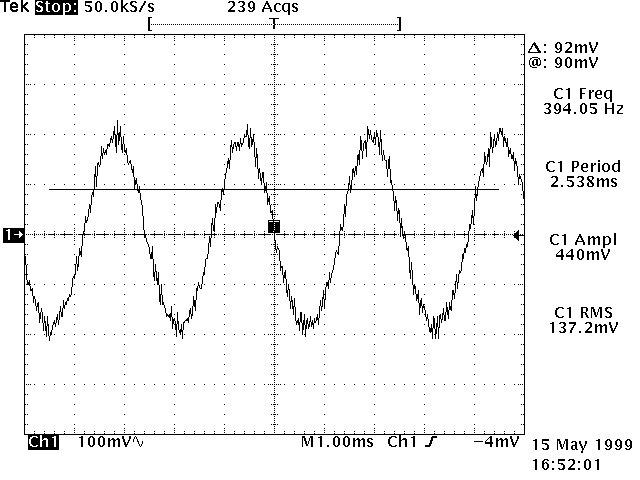 Tek Stop: 50.0kS/s 239 Acqs
T
Δ: 92mV
@: 90mV
C1 Freq
394.05 Hz
C1 Period
2.538ms
T
1→
C1 Ampl
440mV
C1 RMS
137.2mV
Ch1 100mV∿ M1.00ms Ch1 ƒ −4mV
15 May 1999
16:52:01